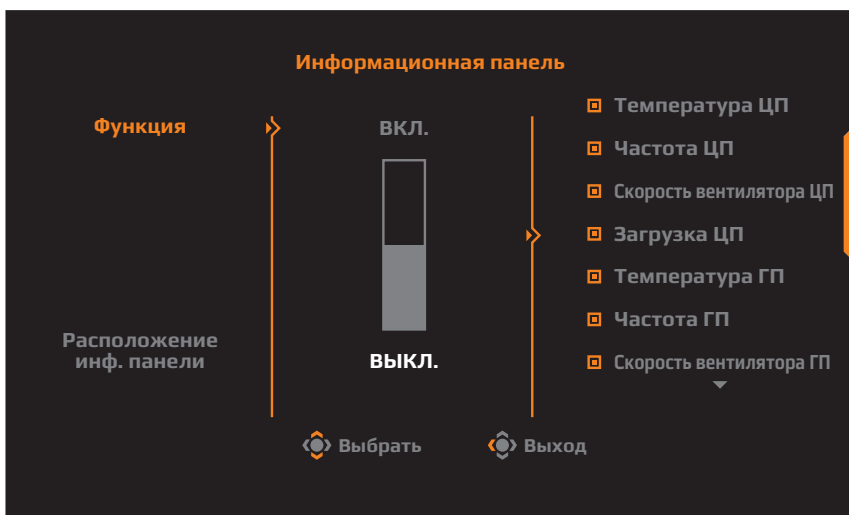 Информационная панель
Функция
Расположение
инф. панели
ВКЛ.
ВЫКЛ.
Температура ЦП
Частота ЦП
Скорость вентилятора ЦП
Загрузка ЦП
Температура ГП
Частота ГП
Скорость вентилятора ГП
Выбрать
Выход